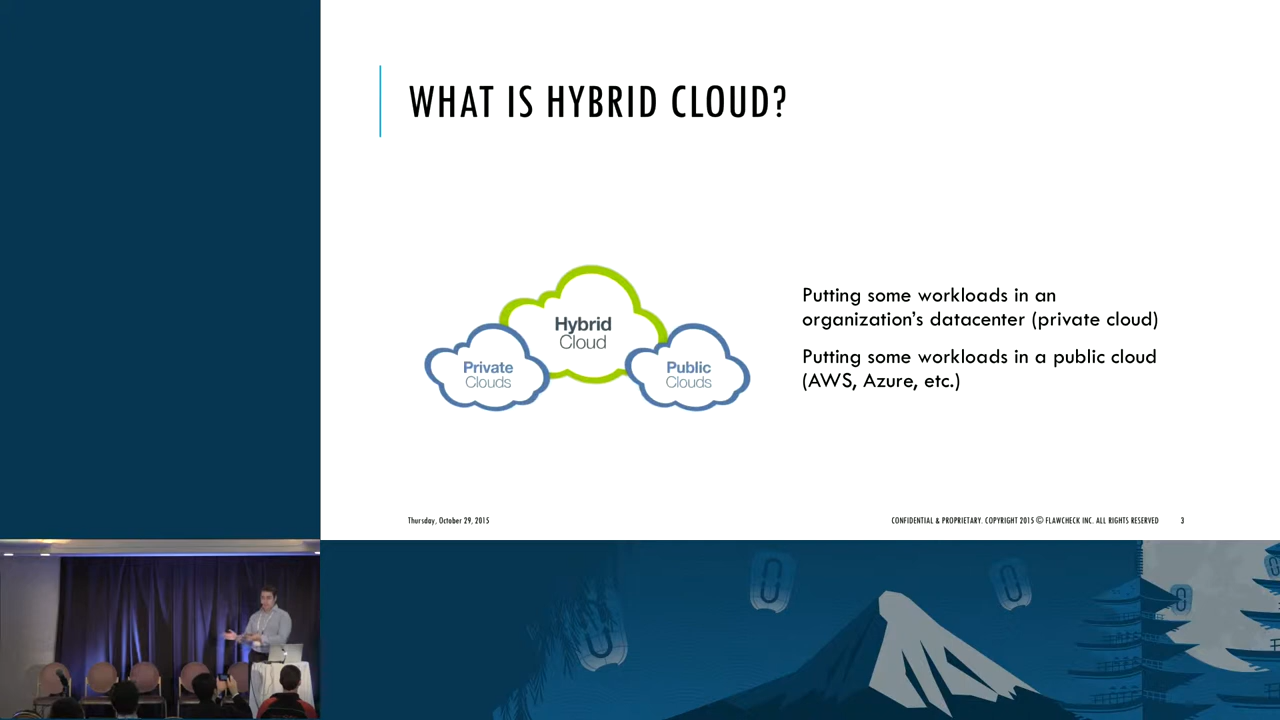 WHAT IS HYBRID CLOUD?
Hybrid
Cloud
Private
Clouds
Public
Clouds
Putting some workloads in an
organization's datacenter (private cloud)
Putting some workloads in a public cloud
(AWS, Azure, etc.)
Thursday, October 29, 2015
CONFIDENTIAL & PROPRIETARY. COPYRIGHT 2015 © FLAWCHECK INC. ALL RIGHTS RESERVED
3